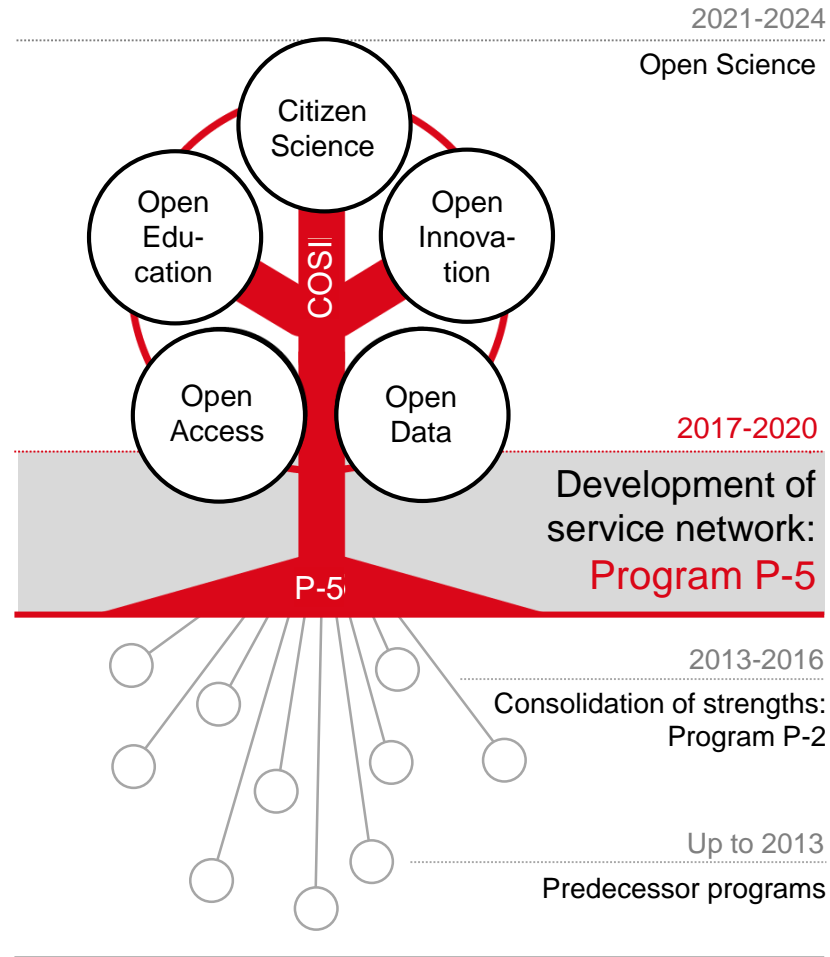 2021-2024
Open Science
Citizen
Science
Open
Edu-
cation
Open
Innova-
tion
COSI
Open
Access
Open
Data
2017-2020
Development of
service network:
Program P-5
P-5
2013-2016
Consolidation of strengths:
Program P-2
Up to 2013
Predecessor programs